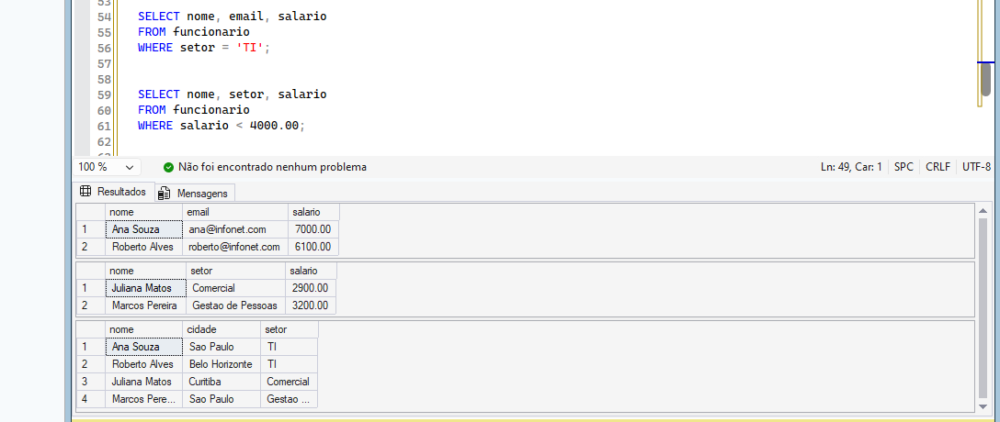 53
54 SELECT nome, email, salario
55 FROM funcionario
56 WHERE setor = 'TI';
57
58
59 SELECT nome, setor, salario
60 FROM funcionario
61 WHERE salario < 4000.00;
62
100 % Não foi encontrado nenhum problema Ln: 49, Car: 1 SPC CRLF UTF-8
Resultados Mensagens
nome email salario
1 Ana Souza ana@infonet.com 7000.00
2 Roberto Alves roberto@infonet.com 6100.00
nome setor salario
1 Juliana Matos Comercial 2900.00
2 Marcos Pereira Gestao de Pessoas 3200.00
nome cidade setor
1 Ana Souza Sao Paulo TI
2 Roberto Alves Belo Horizonte TI
3 Juliana Matos Curitiba Comercial
4 Marcos Pere... Sao Paulo Gestao ...